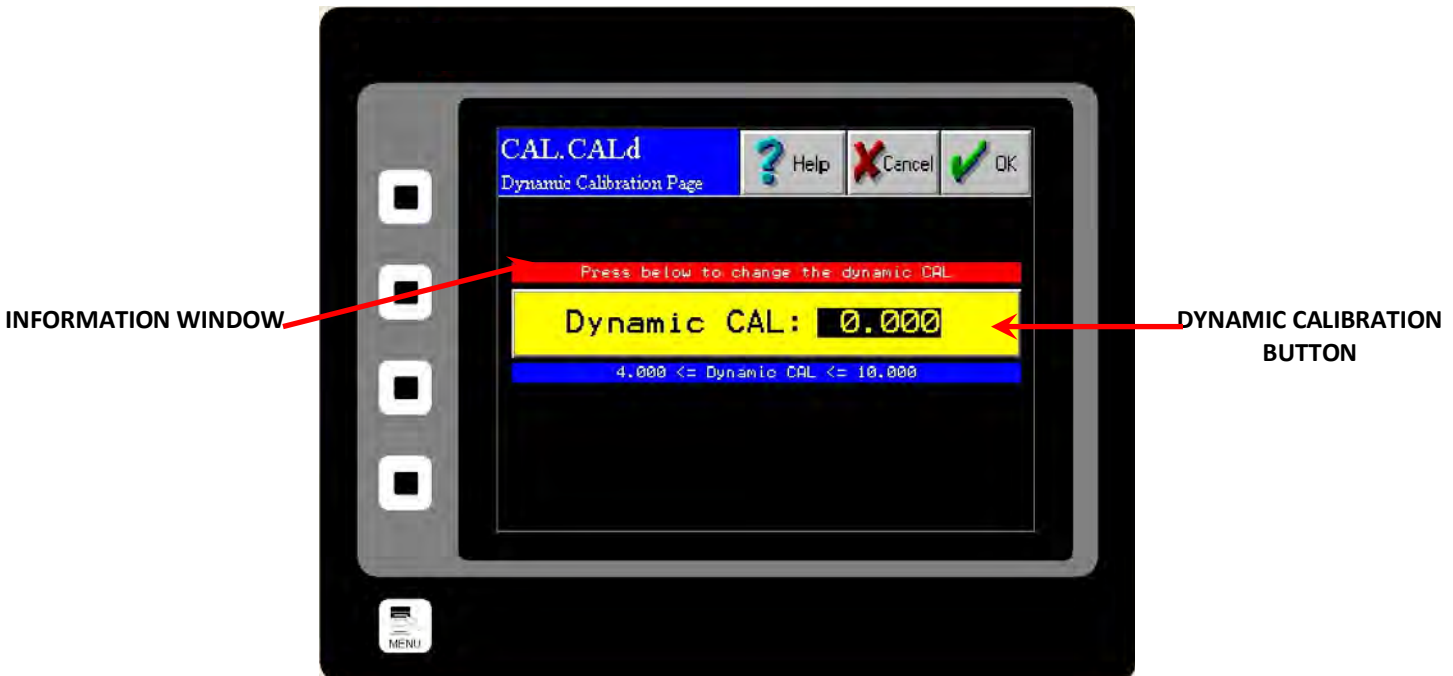 CAL.CALd
Dynamic Calibration Page
Help
Cancel
OK
Press below to change the dynamic CAL
INFORMATION WINDOW
Dynamic CAL: 0.000
DYNAMIC CALIBRATION
BUTTON
4.000 <= Dynamic CAL <= 10.000
MENU